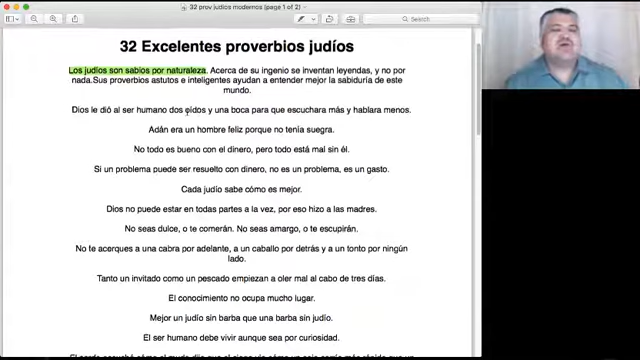 32 prov judios modernos (page 1 of 2)
Search
32 Excelentes proverbios judíos
Los judíos son sabios por naturaleza. Acerca de su ingenio se inventan leyendas, y no por
nada.Sus proverbios astutos e inteligentes ayudan a entender mejor la sabiduría de este
mundo.
Dios le dió al ser humano dos oídos y una boca para que escuchara más y hablara menos.
Adán era un hombre feliz porque no tenía suegra.
No todo es bueno con el dinero, pero todo está mal sin él.
Si un problema puede ser resuelto con dinero, no es un problema, es un gasto.
Cada judío sabe cómo es mejor.
Dios no puede estar en todas partes a la vez, por eso hizo a las madres.
No seas dulce, o te comerán. No seas amargo, o te escupirán.
No te acerques a una cabra por adelante, a un caballo por detrás y a un tonto por ningún
lado.
Tanto un invitado como un pescado empiezan a oler mal al cabo de tres días.
El conocimiento no ocupa mucho lugar.
Mejor un judío sin barba que una barba sin judío.
El ser humano debe vivir aunque sea por curiosidad.